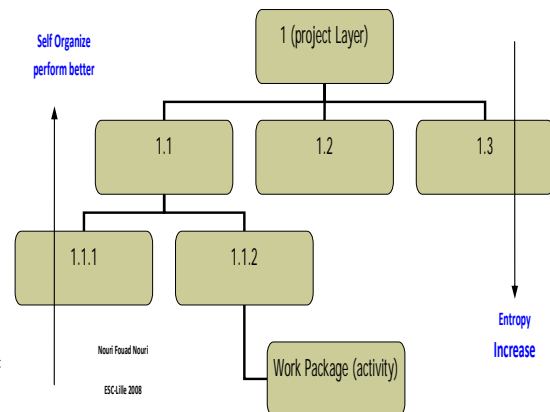 1 (project Layer)
Self Organize
perform better
1.1
1.2
1.3
1.1.1
1.1.2
Entropy
Increase
Nouri Fouad Nouri
ESC-Lille 2008
Work Package (activity)